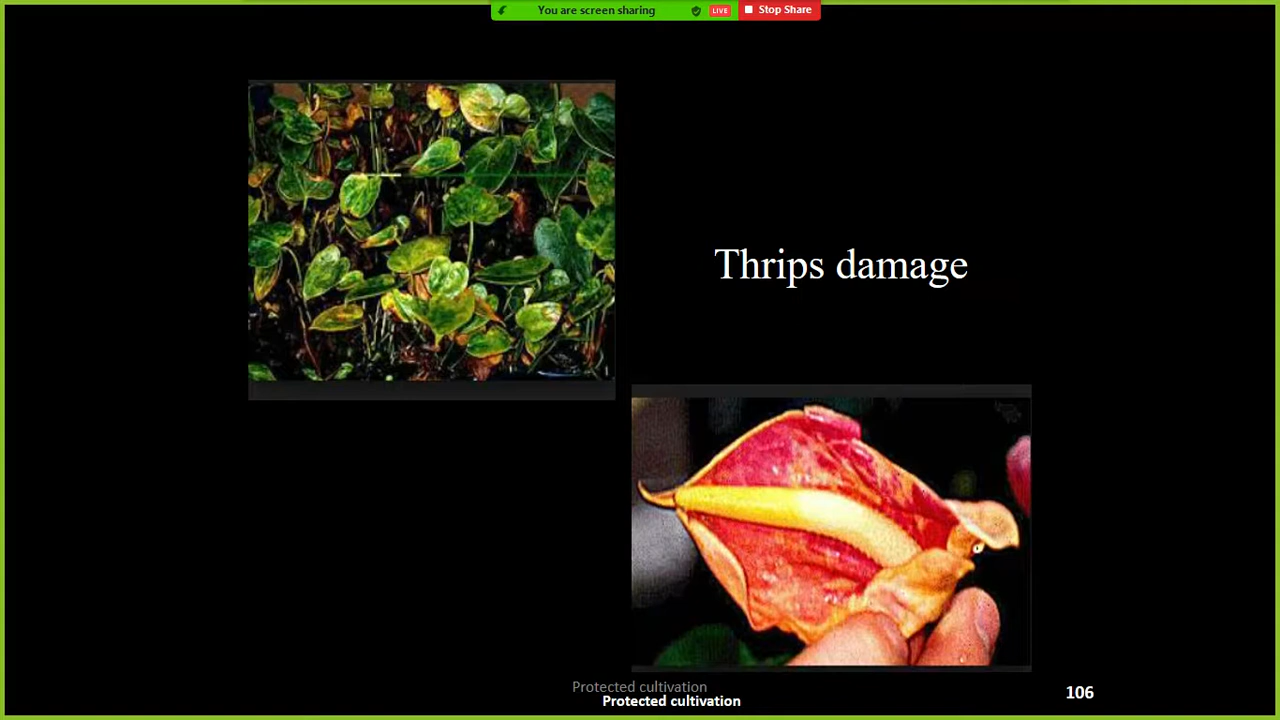 You are screen sharing
LIVE
Stop Share
Thrips damage
Protected cultivation
Protected cultivation
106